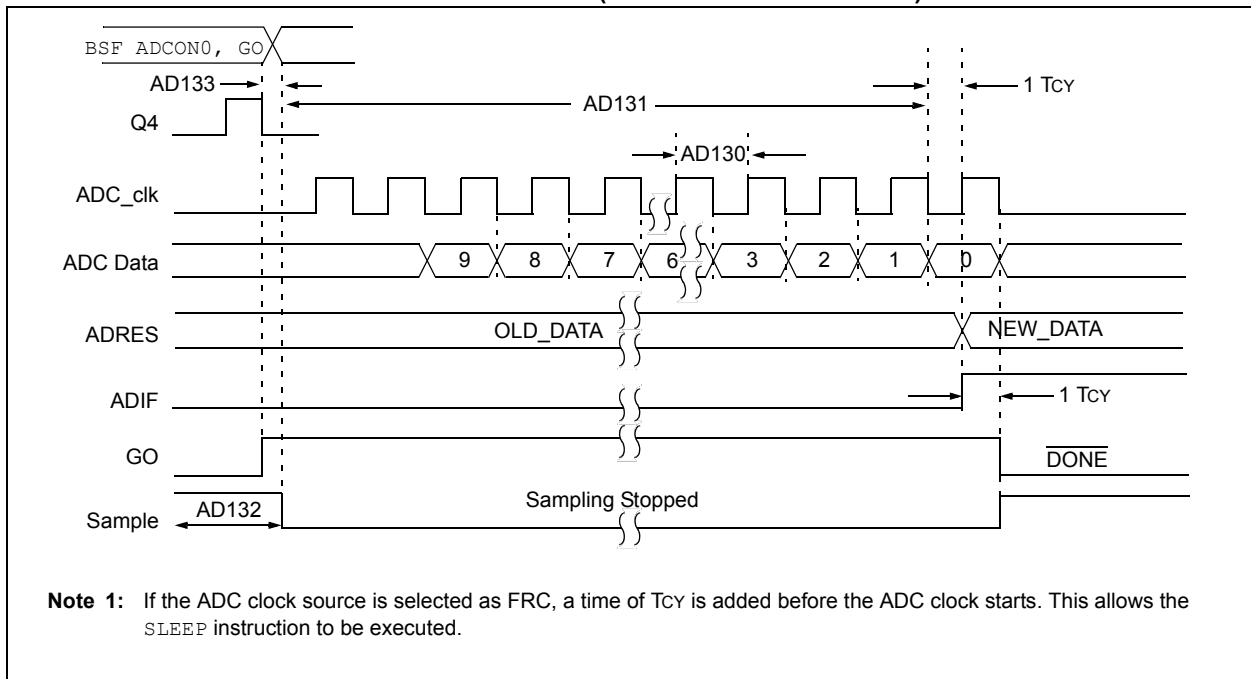 BSF ADCON0, GO
AD133
1 TCY
AD131
Q4
AD130
ADC_clk
ADC Data 9 8 7 6 3 2 1 0
ADRES OLD_DATA NEW_DATA
ADIF 1 TCY
GO DONE
Sample AD132 Sampling Stopped
Note 1: If the ADC clock source is selected as FRC, a time of TCY is added before the ADC clock starts. This allows the
SLEEP instruction to be executed.